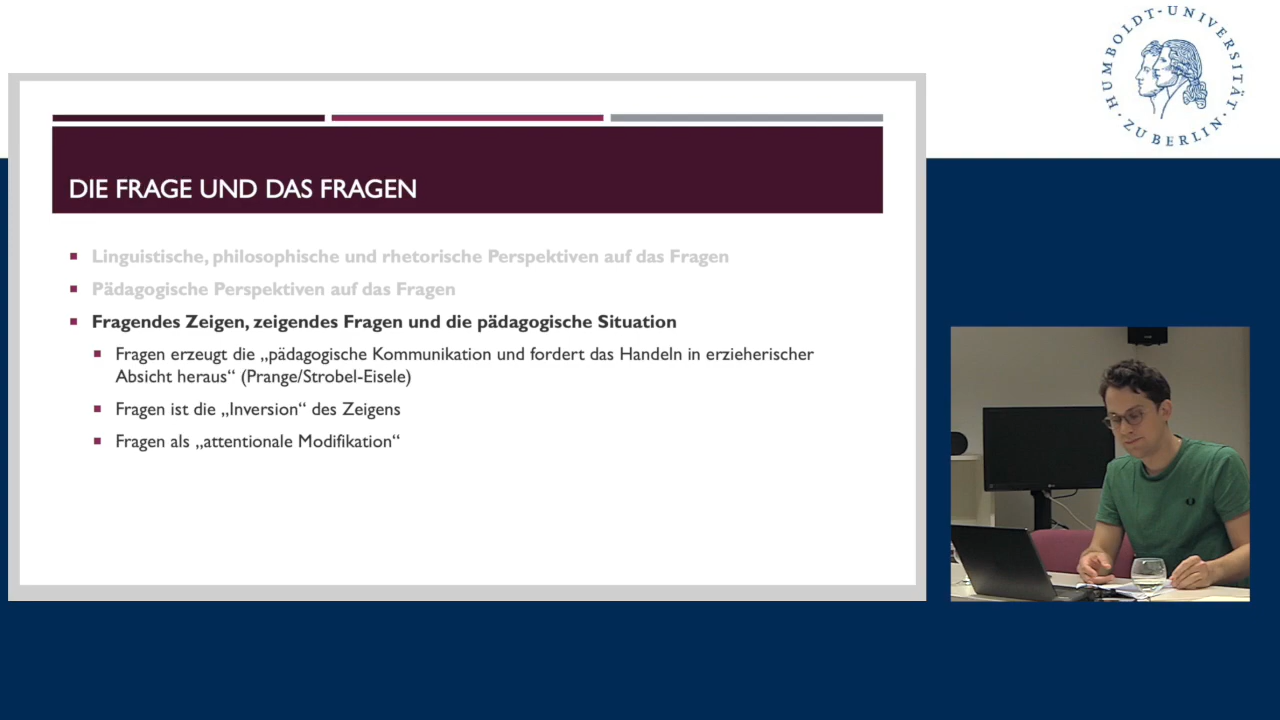 HUMBOLDT-UNIVERSITÄT
ZU BERLIN
DIE FRAGE UND DAS FRAGEN
Linguistische, philosophische und rhetorische Perspektiven auf das Fragen
Pädagogische Perspektiven auf das Fragen
Fragendes Zeigen, zeigendes Fragen und die pädagogische Situation
Fragen erzeugt die „pädagogische Kommunikation und fordert das Handeln in erzieherischer
Absicht heraus“ (Prange/Strobel-Eisele)
Fragen ist die „Inversion“ des Zeigens
Fragen als „attentionale Modifikation“